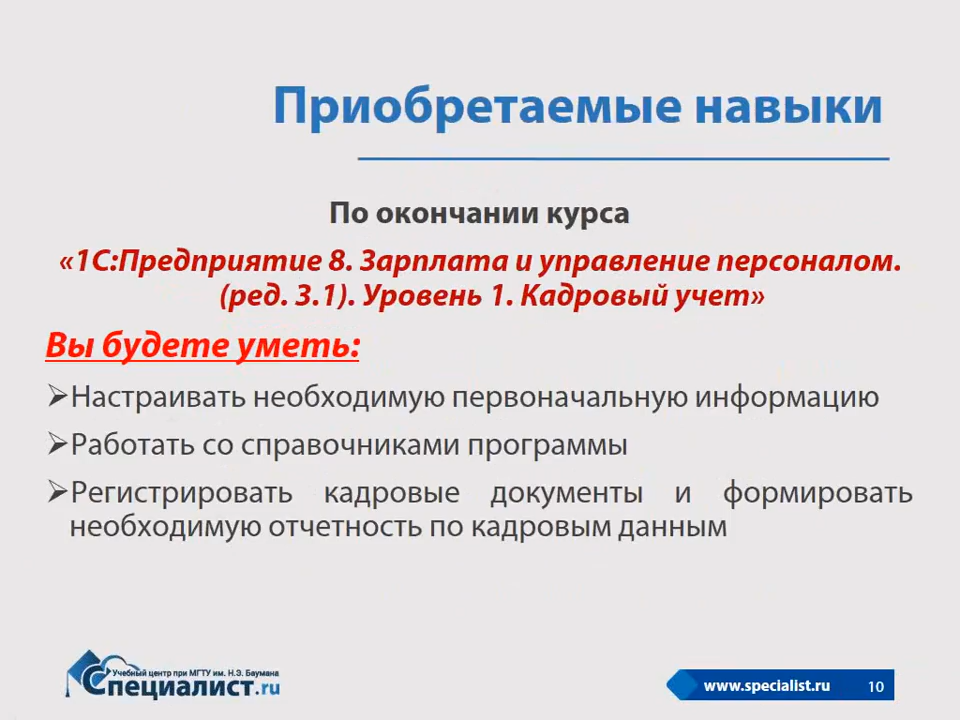 Приобретаемые навыки
По окончании курса
«1С:Предприятие 8. Зарплата и управление персоналом.
(ред. 3.1). Уровень 1. Кадровый учет»
Вы будете уметь:
➢Настраивать необходимую первоначальную информацию
➢Работать со справочниками программы
➢Регистрировать кадровые документы и формировать
необходимую отчетность по кадровым данным
Учебный центр при МГТУ им. Н.Э. Баумана
Специалист.ru
www.specialist.ru 10